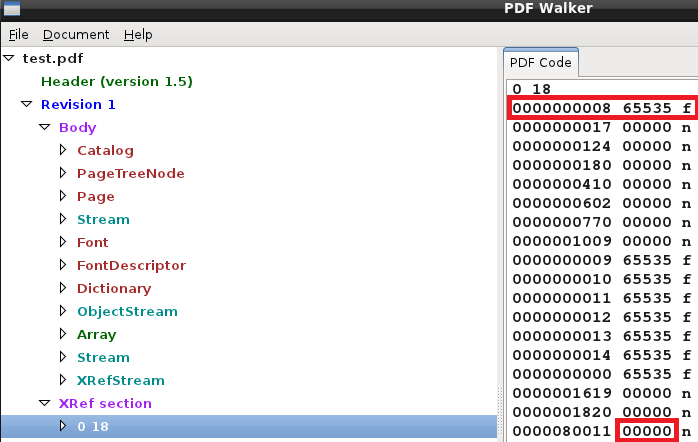 PDF Walker
File Document Help
test.pdf
Header (version 1.5)
Revision 1
Body
Catalog
PageTreeNode
Page
Stream
Font
FontDescriptor
Dictionary
ObjectStream
Array
Stream
XRefStream
XRef section
0 18
PDF Code
0 18
0000000008 65535 f
0000000017 00000 n
0000000124 00000 n
0000000180 00000 n
0000000410 00000 n
0000000602 00000 n
0000000770 00000 n
0000001009 00000 n
0000000009 65535 f
0000000010 65535 f
0000000011 65535 f
0000000012 65535 f
0000000013 65535 f
0000000014 65535 f
0000000000 65535 f
0000001619 00000 n
0000001820 00000 n
0000080011 00000 n